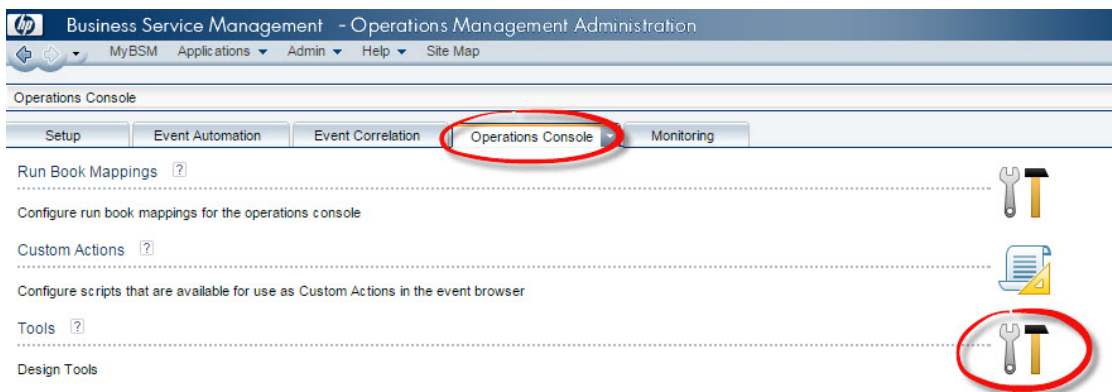 hp Business Service Management - Operations Management Administration
MyBSM Applications Admin Help Site Map
Operations Console
Setup Event Automation Event Correlation Operations Console Monitoring
Run Book Mappings ?
Configure run book mappings for the operations console
Custom Actions ?
Configure scripts that are available for use as Custom Actions in the event browser
Tools ?
Design Tools